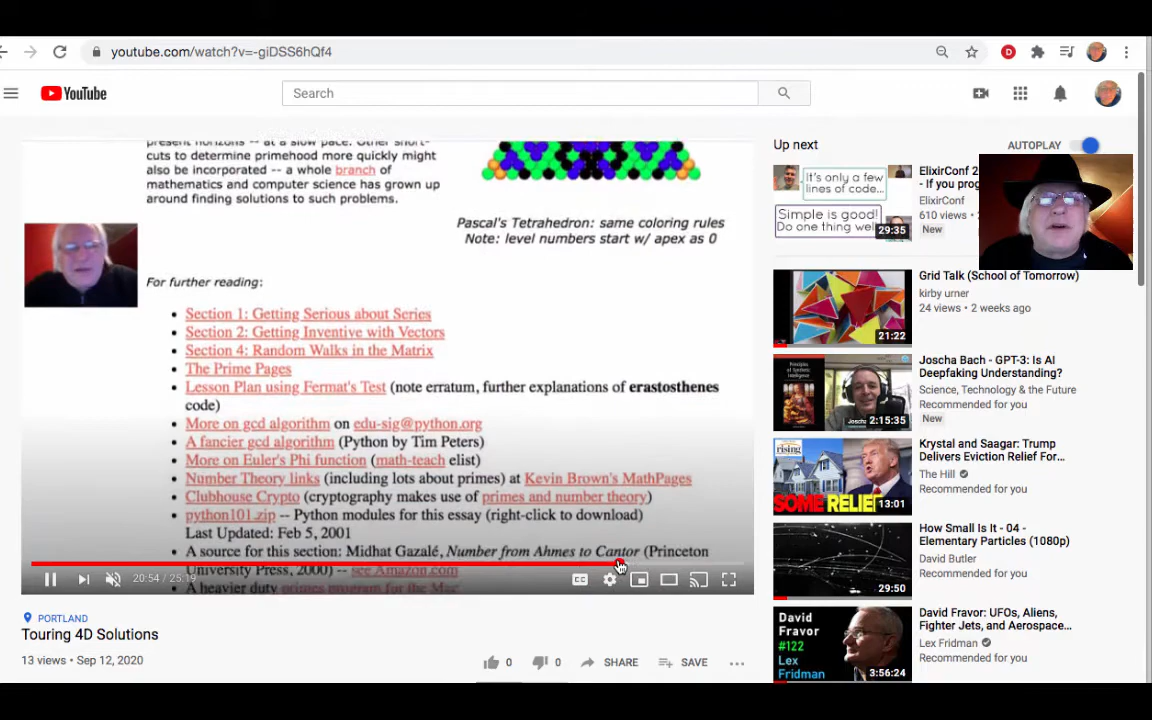 youtube.com/watch?v=-giDSS6hQf4
D
YouTube
Search
present horizons -- at a slow pace. Other short-
cuts to determine primehood more quickly might
also be incorporated -- a whole branch of
mathematics and computer science has grown up
around finding solutions to such problems.
Pascal's Tetrahedron: same coloring rules
Note: level numbers start w/ apex as 0
For further reading:
Section 1: Getting Serious about Series
Section 2: Getting Inventive with Vectors
Section 4: Random Walks in the Matrix
The Prime Pages
Lesson Plan using Fermat's Test (note erratum, further explanations of erastosthenes
code)
More on gcd algorithm on edu-sig@python.org
A fancier gcd algorithm (Python by Tim Peters)
More on Euler's Phi function (math-teach elist)
Number Theory links (including lots about primes) at Kevin Brown's MathPages
Clubhouse Crypto (cryptography makes use of primes and number theory)
python101.zip -- Python modules for this essay (right-click to download)
Last Updated: Feb 5, 2001
A source for this section: Midhat Gazalé, Number from Ahmes to Cantor (Princeton
University Press, 2000) -- see Amazon.com
A heavier duty primes program for the Mac
20:54 / 25:19
CC
PORTLAND
Touring 4D Solutions
13 views • Sep 12, 2020
0
0
SHARE
SAVE
Up next
AUTOPLAY
It's only a few
lines of code...
Simple is good!
Do one thing well
29:35
ElixirConf 2
- If you prog
ElixirConf
610 views •
New
21:22
Grid Talk (School of Tomorrow)
kirby urner
24 views • 2 weeks ago
2:15:35
Joscha Bach - GPT-3: Is AI
Deepfaking Understanding?
Science, Technology & the Future
Recommended for you
New
rising
SOME RELIEF
13:01
Krystal and Saagar: Trump
Delivers Eviction Relief For...
The Hill
Recommended for you
29:50
How Small Is It - 04 -
Elementary Particles (1080p)
David Butler
Recommended for you
David
Fravor
#122
Lex
Fridman
3:56:24
David Fravor: UFOs, Aliens,
Fighter Jets, and Aerospace...
Lex Fridman
Recommended for you